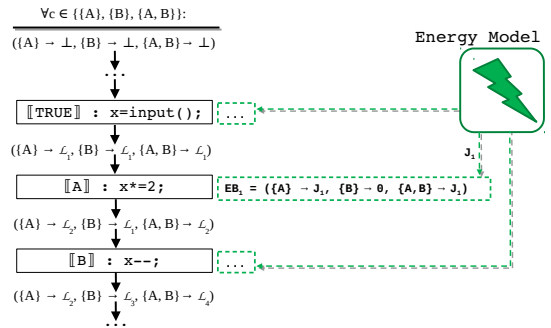 ∀c ∈ {{A}, {B}, {A, B}}:
({A} → ⊥, {B} → ⊥, {A, B} → ⊥)
...
Energy Model
⟦TRUE⟧ : x=input();
...
({A} → ℒ₁, {B} → ℒ₁, {A, B} → ℒ₁)
J₁
⟦A⟧ : x*=2;
EB₁ = ({A} → J₁, {B} → 0, {A,B} → J₁)
({A} → ℒ₂, {B} → ℒ₁, {A, B} → ℒ₂)
⟦B⟧ : x--;
...
({A} → ℒ₂, {B} → ℒ₃, {A, B} → ℒ₄)
...